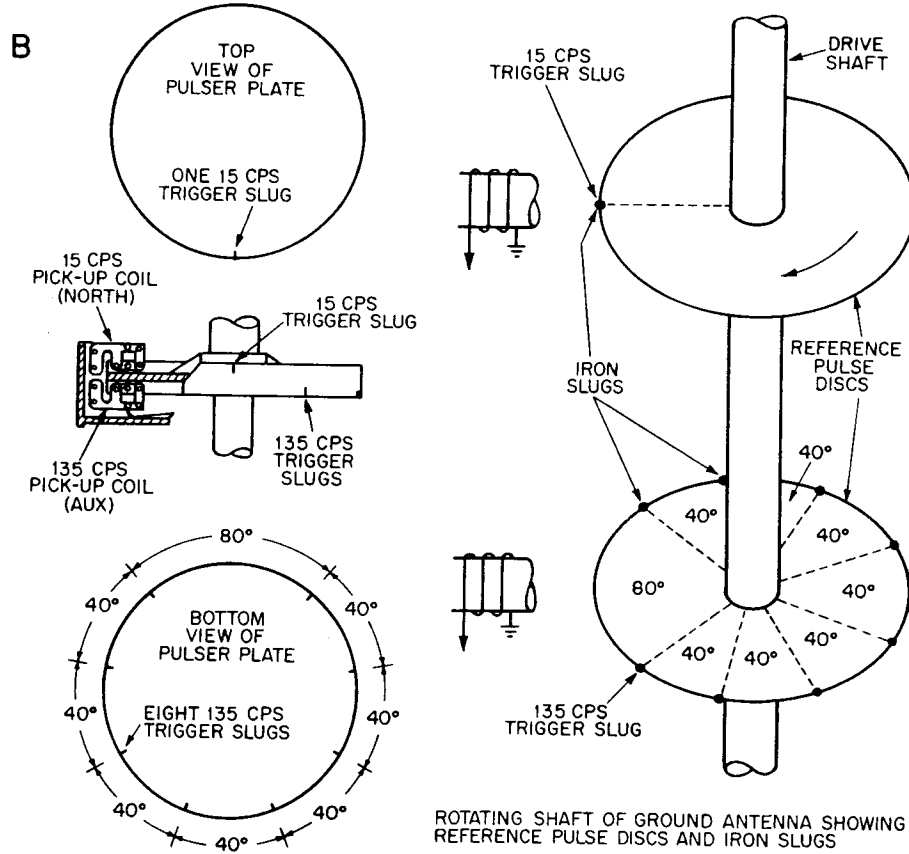 B
TOP
VIEW OF
PULSER PLATE
ONE 15 CPS
TRIGGER SLUG
15 CPS
PICK-UP COIL
(NORTH)
15 CPS
TRIGGER SLUG
135 CPS
TRIGGER
SLUGS
135 CPS
PICK-UP COIL
(AUX)
80°
40°
40°
BOTTOM
VIEW OF
PULSER PLATE
40°
40°
EIGHT 135 CPS
TRIGGER SLUGS
40°
40°
40°
15 CPS
TRIGGER SLUG
DRIVE
SHAFT
IRON
SLUGS
REFERENCE
PULSE
DISCS
40°
40°
40°
80°
40°
40°
40°
40°
135 CPS
TRIGGER SLUG
ROTATING SHAFT OF GROUND ANTENNA SHOWING
REFERENCE PULSE DISCS AND IRON SLUGS